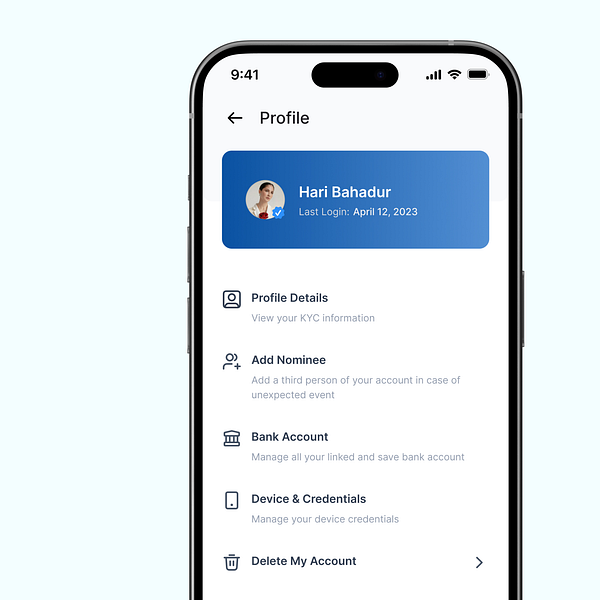 9:41
Profile
Hari Bahadur
Last Login: April 12, 2023
Profile Details
View your KYC information
Add Nominee
Add a third person of your account in case of
unexpected event
Bank Account
Manage all your linked and save bank account
Device & Credentials
Manage your device credentials
Delete My Account